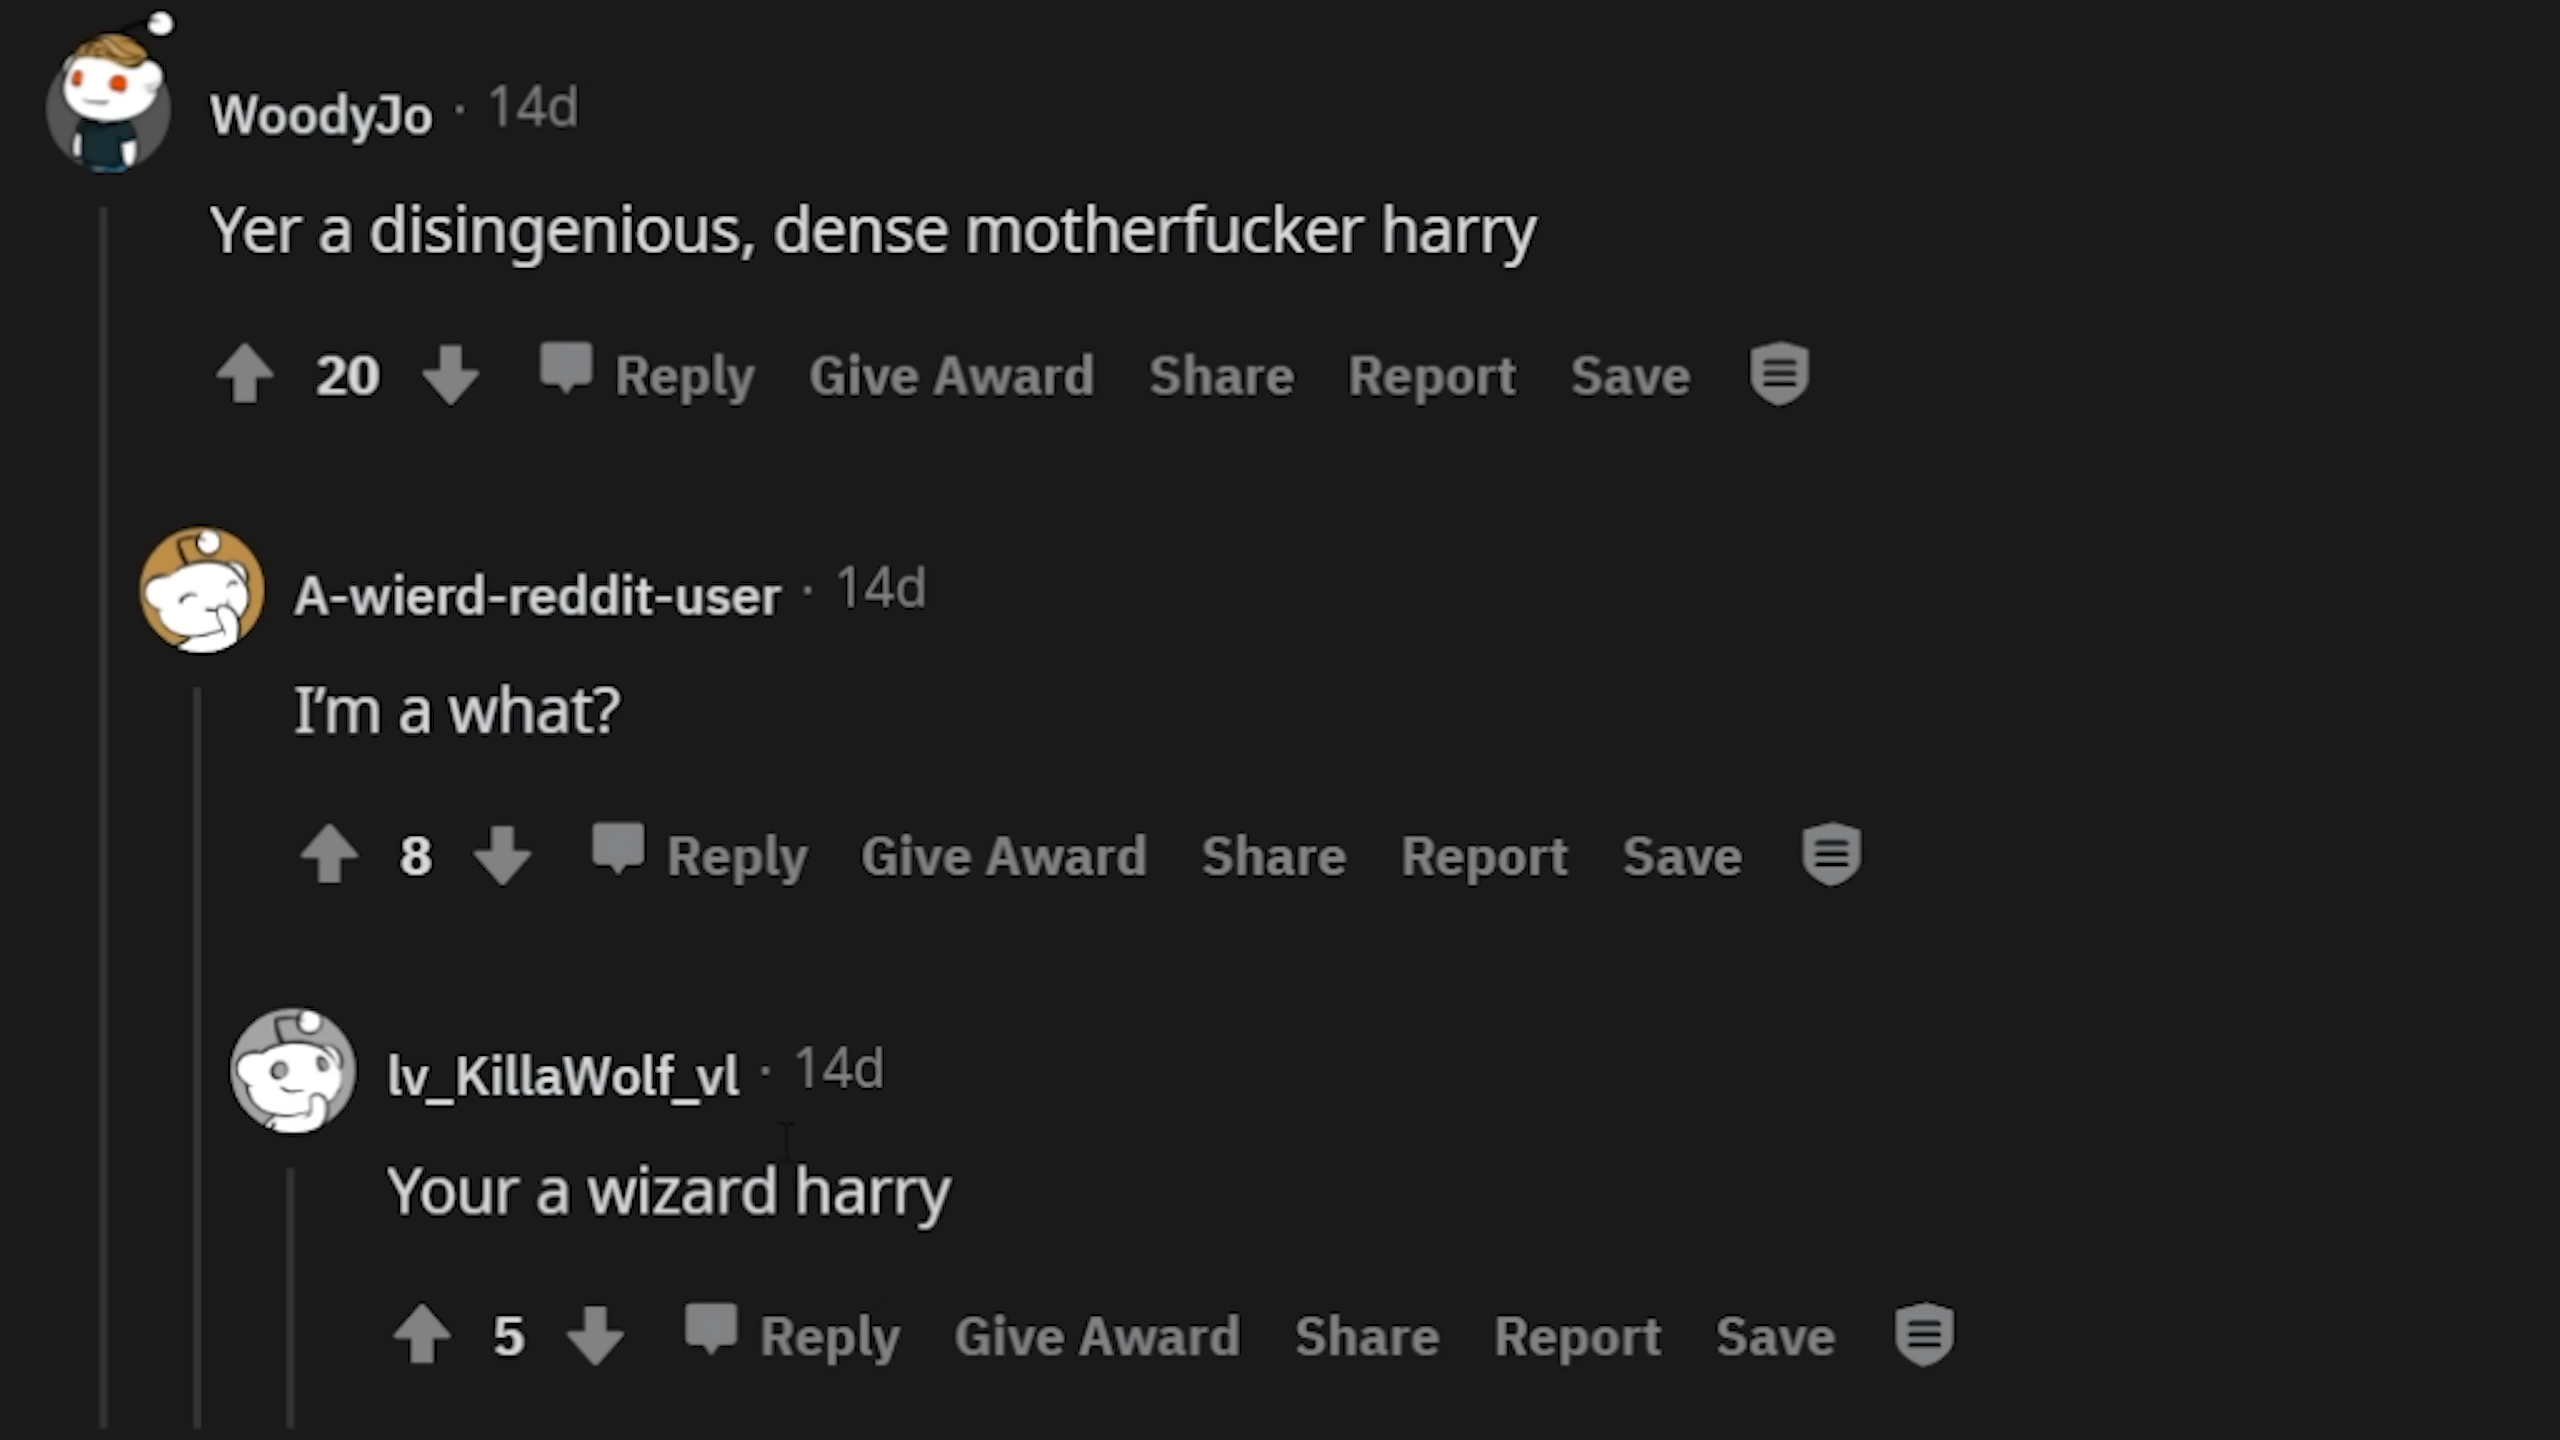 WoodyJo · 14d
Yer a disingenious, dense motherfucker harry
20 Reply Give Award Share Report Save
A-wierd-reddit-user · 14d
I'm a what?
8 Reply Give Award Share Report Save
lv_KillaWolf_vl · 14d
Your a wizard harry
5 Reply Give Award Share Report Save